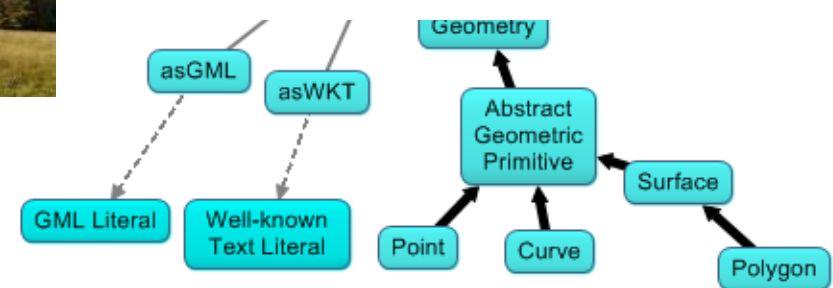 Geometry
asGML
asWKT
Abstract
Geometric
Primitive
Surface
GML Literal
Well-known
Text Literal
Point
Curve
Polygon